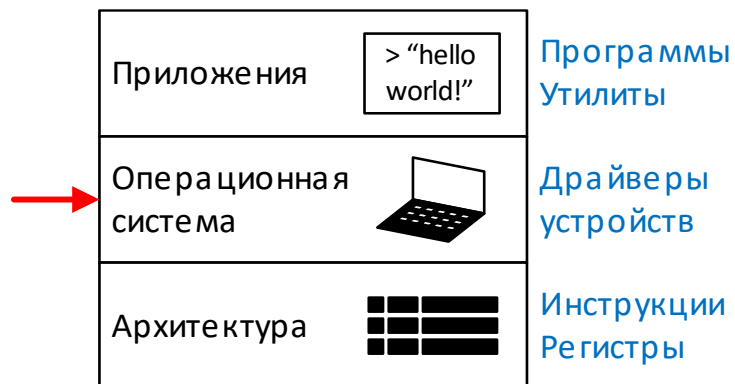 Приложения
> “hello
world!”
Программы
Утилиты
Операционная
система
Драйверы
устройств
Архитектура
Инструкции
Регистры